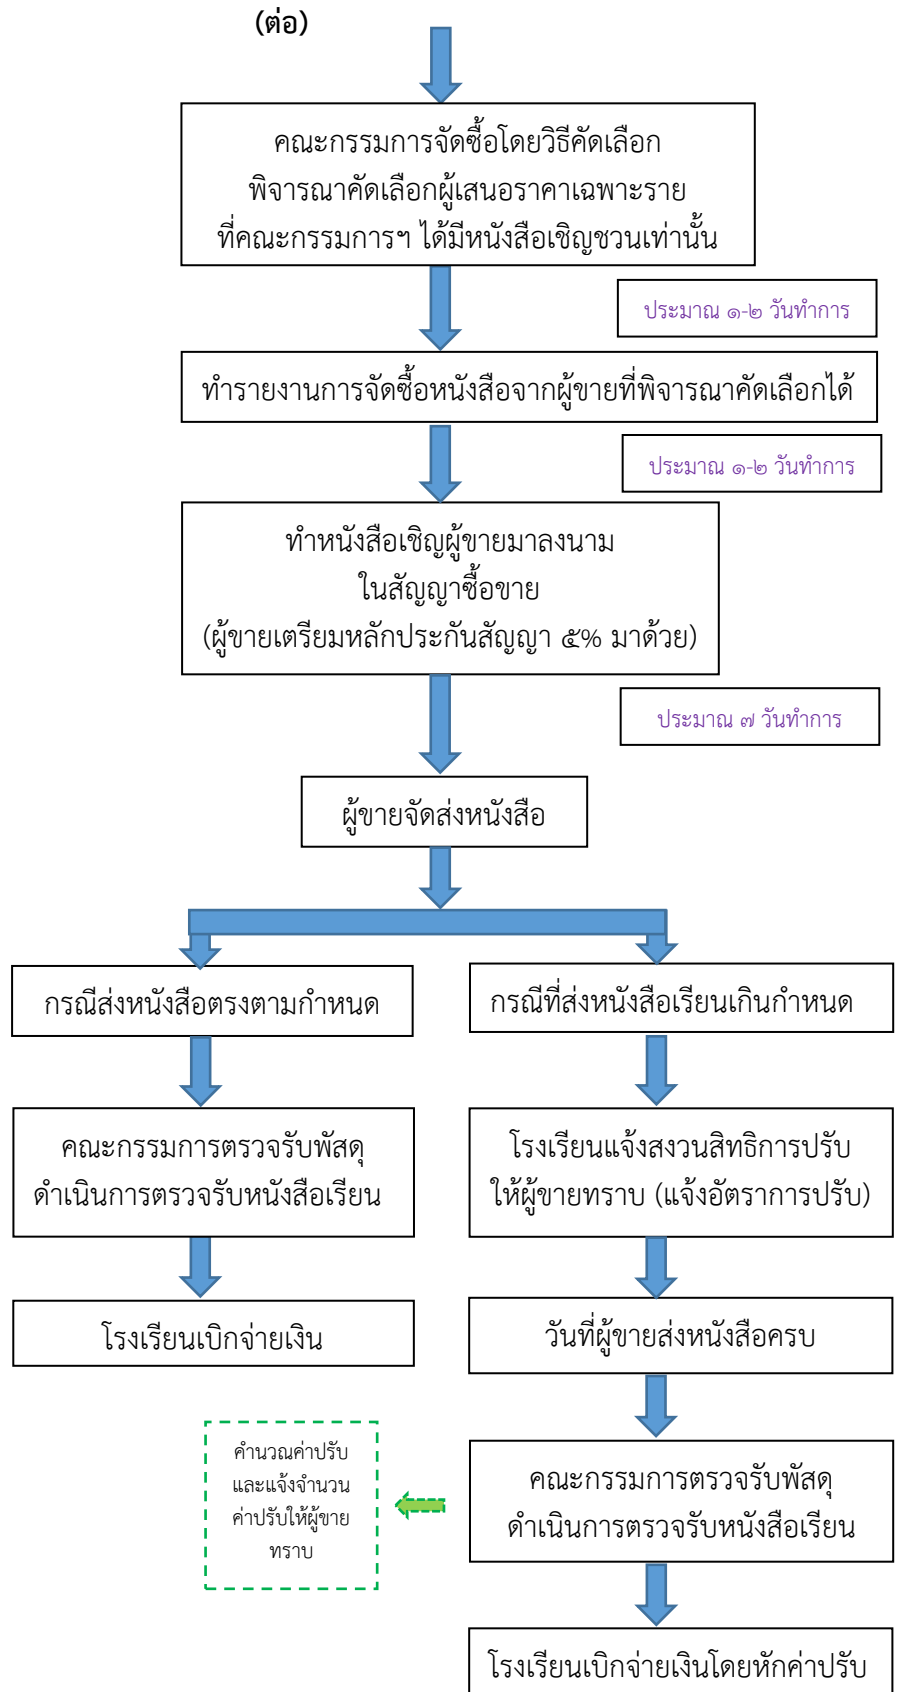 (ต่อ)
คณะกรรมการจัดซื้อโดยวิธีคัดเลือก
พิจารณาคัดเลือกผู้เสนอราคาเฉพาะราย
ที่คณะกรรมการฯ ได้มีหนังสือเชิญชวนเท่านั้น
ประมาณ ๑-๒ วันทำการ
ทำรายงานการจัดซื้อหนังสือจากผู้ขายที่พิจารณาคัดเลือกได้
ประมาณ ๑-๒ วันทำการ
ทำหนังสือเชิญผู้ขายมาลงนาม
ในสัญญาซื้อขาย
(ผู้ขายเตรียมหลักประกันสัญญา ๕% มาด้วย)
ประมาณ ๗ วันทำการ
ผู้ขายจัดส่งหนังสือ
กรณีส่งหนังสือตรงตามกำหนด
คณะกรรมการตรวจรับพัสดุ
ดำเนินการตรวจรับหนังสือเรียน
โรงเรียนเบิกจ่ายเงิน
กรณีที่ส่งหนังสือเรียนเกินกำหนด
โรงเรียนแจ้งสงวนสิทธิการปรับ
ให้ผู้ขายทราบ (แจ้งอัตราการปรับ)
วันที่ผู้ขายส่งหนังสือครบ
คณะกรรมการตรวจรับพัสดุ
ดำเนินการตรวจรับหนังสือเรียน
คำนวณค่าปรับ
และแจ้งจำนวน
ค่าปรับให้ผู้ขาย
ทราบ
โรงเรียนเบิกจ่ายเงินโดยหักค่าปรับ